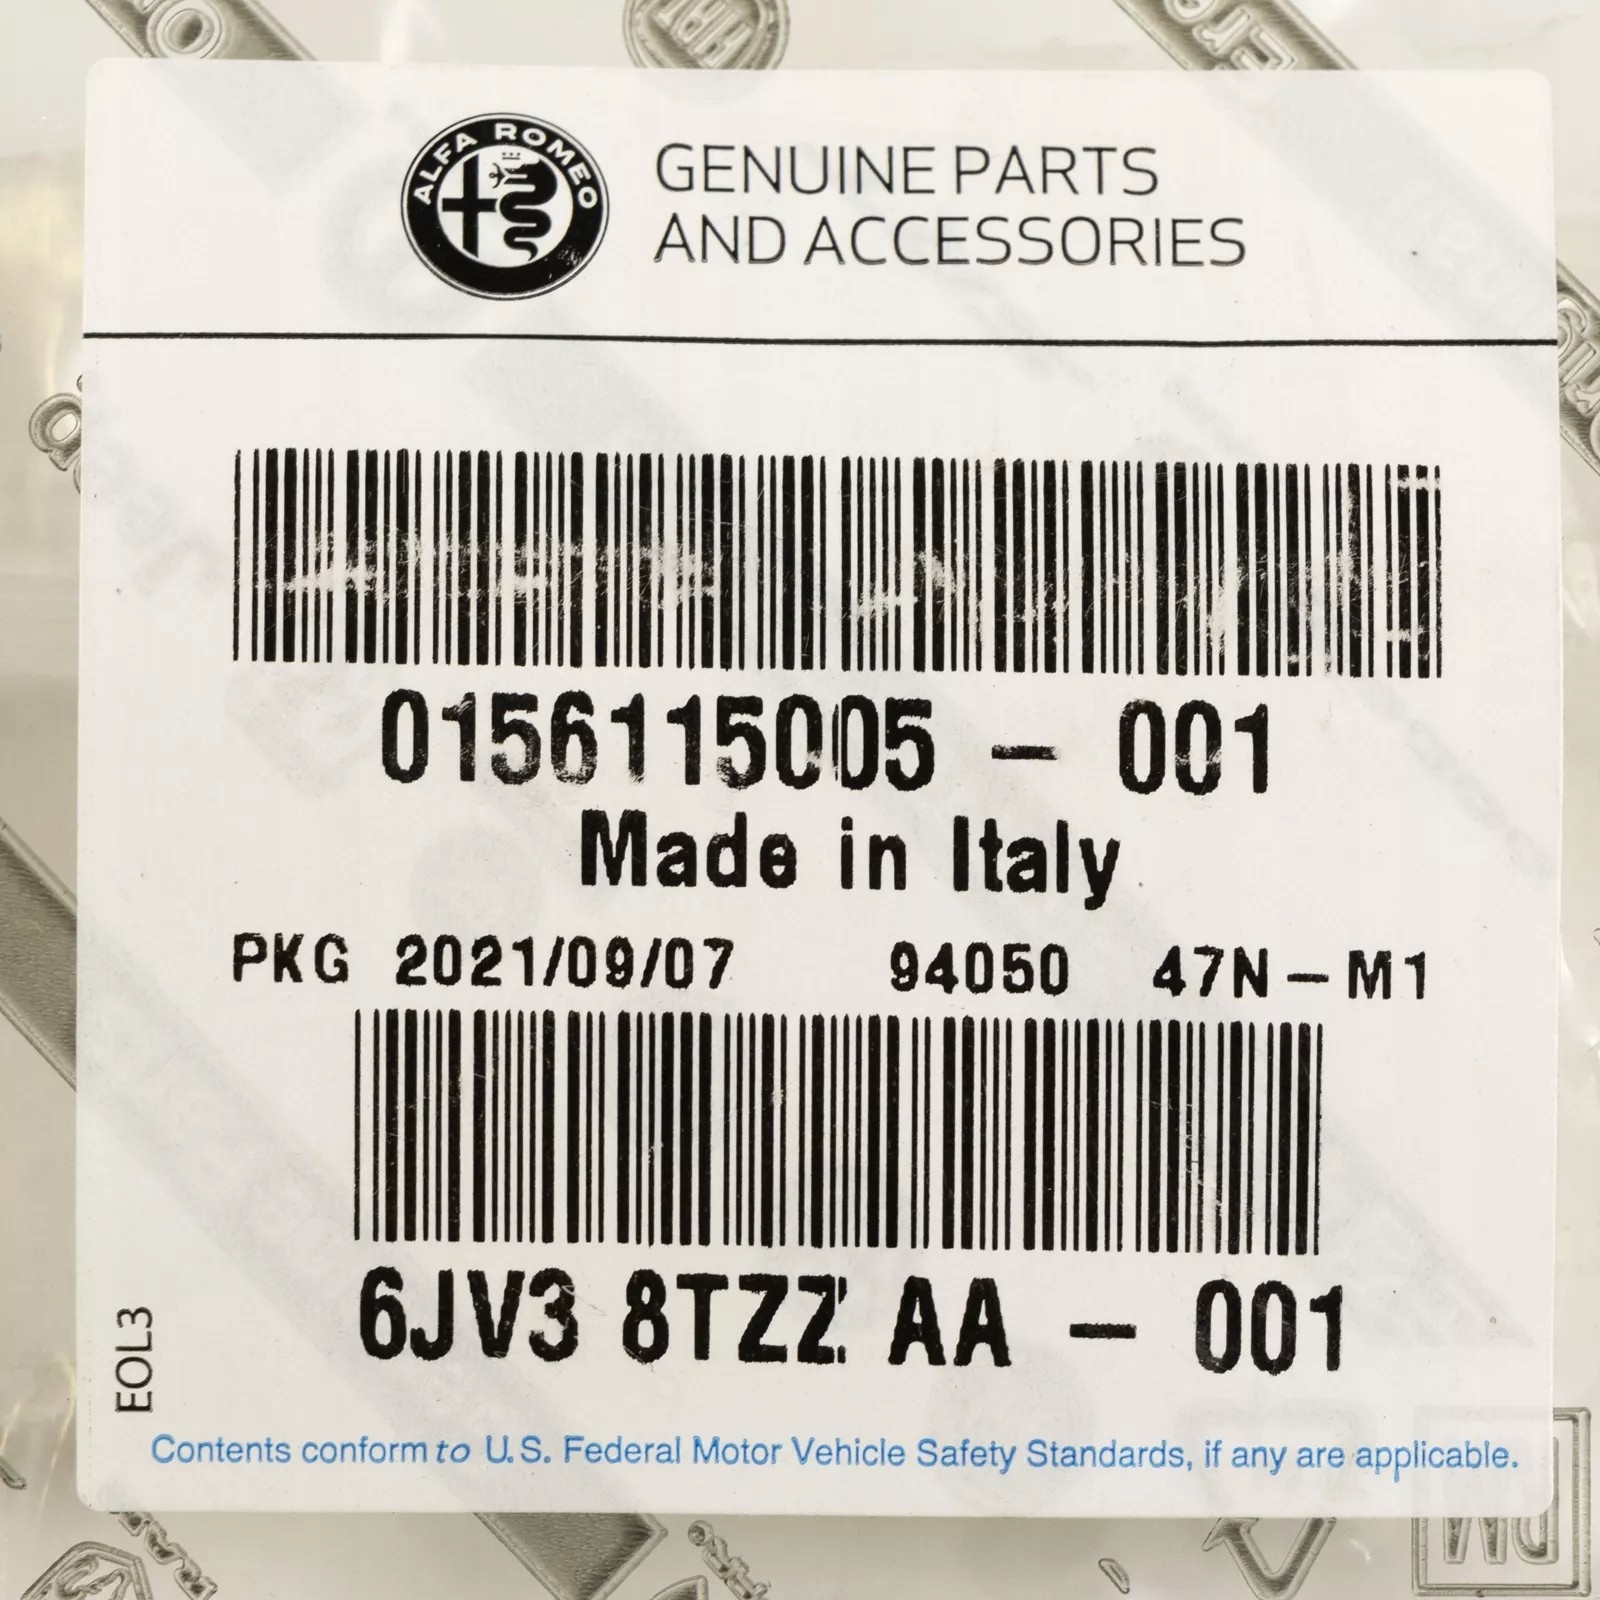 ALFA ROMEO
GENUINE PARTS
AND ACCESSORIES
0156115005 - 001
Made in Italy
PKG 2021/09/07 94050 47N-M1
6JV3 8TZZ AA - 001
EOL3
Contents conform to U.S. Federal Motor Vehicle Safety Standards, if any are applicable.